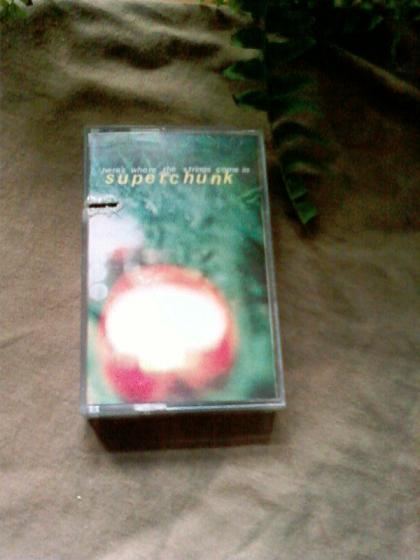 here's where the strings come in
superchunk